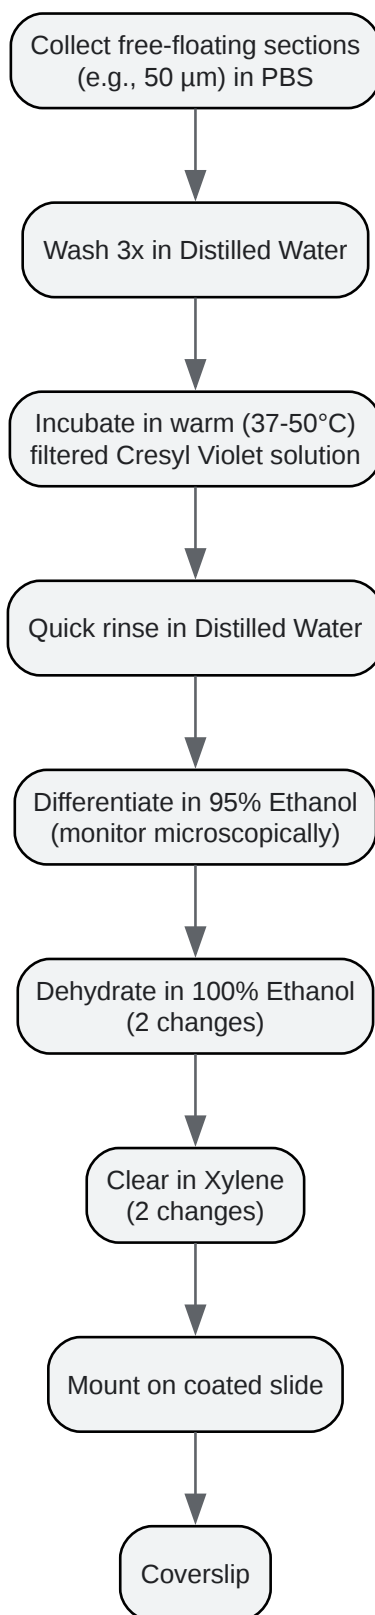 Collect free-floating sections
(e.g., 50 µm) in PBS
Wash 3x in Distilled Water
Incubate in warm (37-50°C)
filtered Cresyl Violet solution
Quick rinse in Distilled Water
Differentiate in 95% Ethanol
(monitor microscopically)
Dehydrate in 100% Ethanol
(2 changes)
Clear in Xylene
(2 changes)
Mount on coated slide
Coverslip